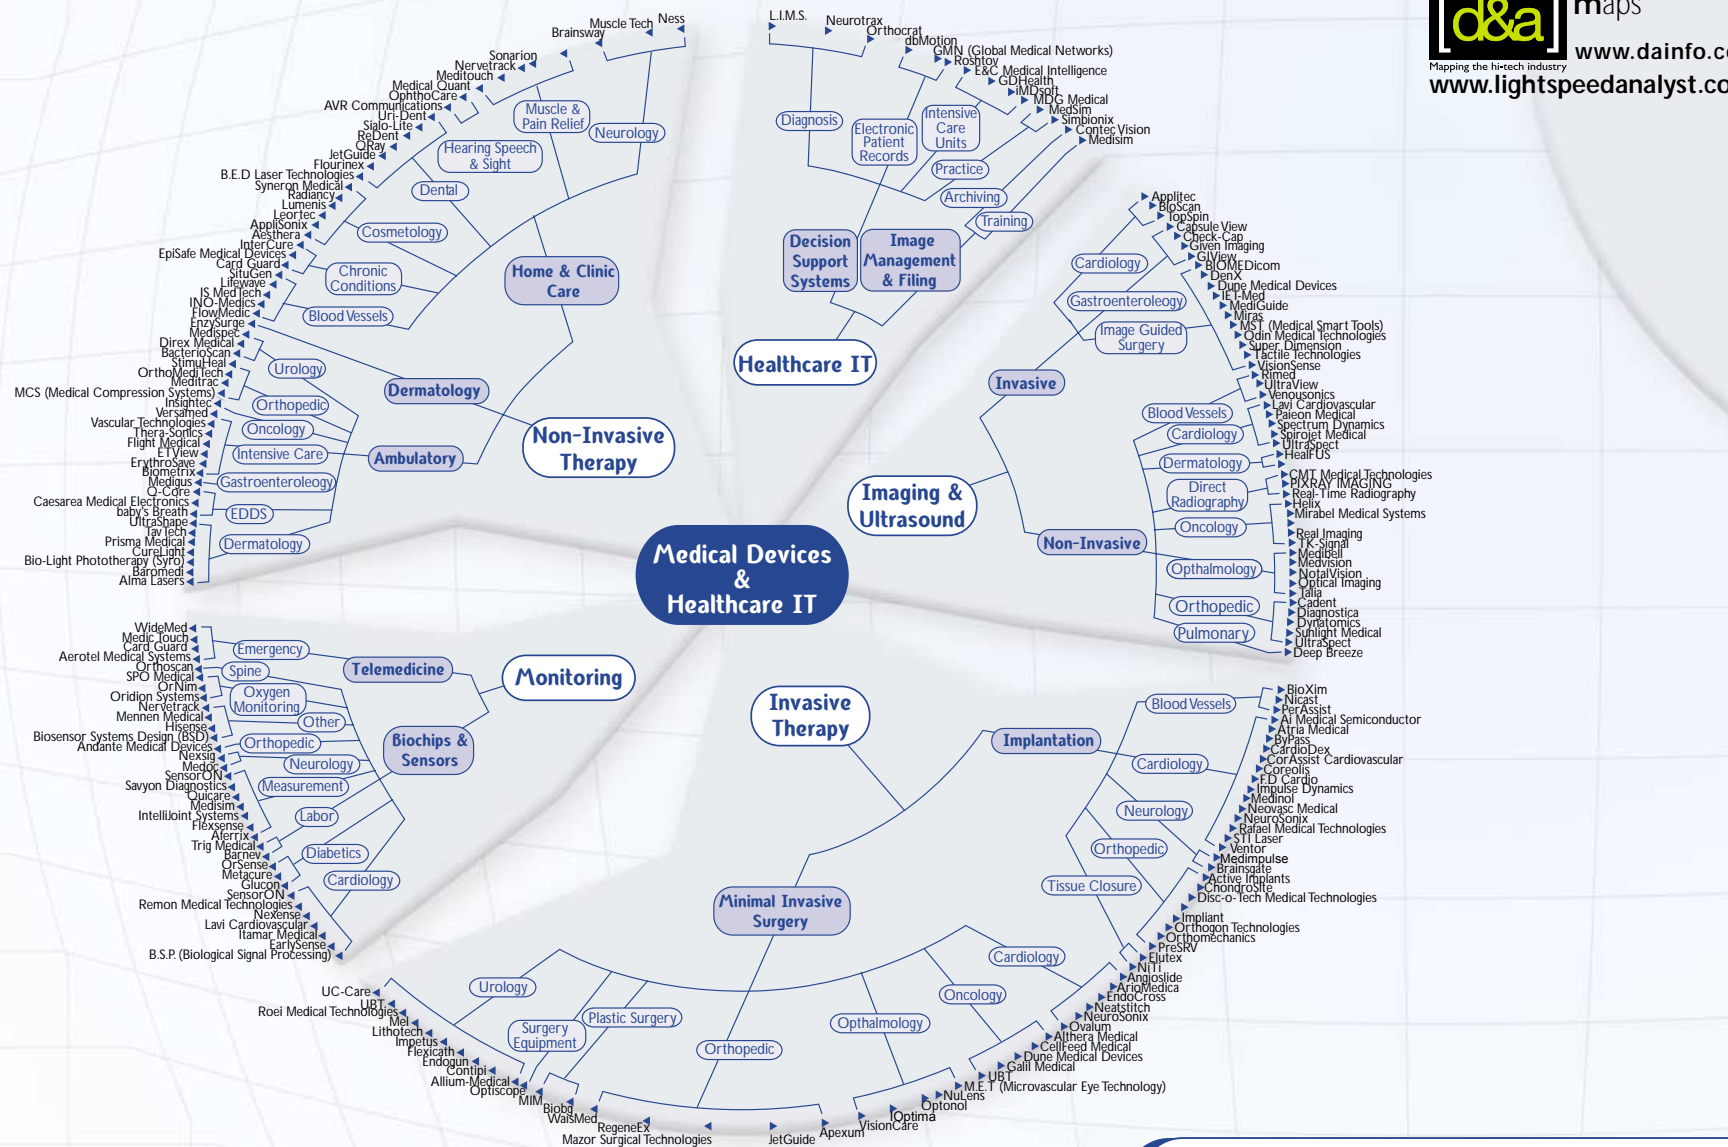 d&a
maps
www.dainfo.co
Mapping the hi-tech industry
www.lightspeedanalyst.co
Medical Devices
&
Healthcare IT
Non-Invasive
Therapy
Home & Clinic
Care
Neurology
Muscle &
Pain Relief
Hearing Speech
& Sight
Dental
Cosmetology
Chronic
Conditions
Blood Vessels
Dermatology
Ambulatory
Urology
Orthopedic
Oncology
Intensive Care
Gastroenteroleogy
EDDS
Dermatology
Ness
Muscle Tech
Brainsway
Sonarion
Nervetrack
Meditouch
Medical Quant
OphthoCare
AVR Communications
Uri-Dent
Sialo-Lite
ReDent
QRay
JetGuide
Flourinex
B.E.D Laser Technologies
Syneron Medical
Radiancy
Lumenis
Leortec
AppliSonix
Aesthera
InterCure
EpiSafe Medical Devices
Card Guard
SituGen
Lifewave
IS MedTech
INO-Medics
FlowMedic
EnzySurge
Medispec
Direx Medical
BacterioScan
StimuHeal
OrthoMediTech
Meditrac
MCS (Medical Compression Systems)
Insightec
Versamed
Vascular Technologies
Thera-Sonics
Flight Medical
ETView
ErythroSave
Biometrix
Medigus
Q-Core
Caesarea Medical Electronics
baby's Breath
UltraShape
TavTech
Prisma Medical
CureLight
Bio-Light Phototherapy (Syro)
Baromedi
Alma Lasers
Healthcare IT
Decision
Support
Systems
Image
Management
& Filing
Diagnosis
Electronic
Patient
Records
Intensive
Care
Units
Practice
Archiving
Training
L.I.M.S.
Neurotrax
Orthocrat
dbMotion
GMN (Global Medical Networks)
Roshtov
E&C Medical Intelligence
GDHealth
iMDsoft
MDG Medical
MedSim
Simbionix
Contec Vision
Medisim
Imaging &
Ultrasound
Invasive
Cardiology
Gastroenteroleogy
Image Guided
Surgery
Non-Invasive
Blood Vessels
Cardiology
Dermatology
Direct
Radiography
Oncology
Opthalmology
Orthopedic
Pulmonary
Applitec
BioScan
TopSpin
Capsule View
Check-Cap
Given Imaging
GIView
BIOMEDicom
DenX
Dune Medical Devices
IET-Med
MediGuide
Miras
MST (Medical Smart Tools)
Odin Medical Technologies
Super Dimension
Tactile Technologies
VisionSense
Rimed
UltraView
Venousonics
Lavi Cardiovascular
Paieon Medical
Spectrum Dynamics
Spirojet Medical
UltraSpect
HealFUS
CMT Medical Technologies
PIXRAY IMAGING
Real-Time Radiography
Helix
Mirabel Medical Systems
Real Imaging
TK-Signal
Medibell
Medvision
NotalVision
Optical Imaging
Talia
Cadent
Diagnostica
Dynatomics
Sunlight Medical
UltraSpect
Deep Breeze
Monitoring
Telemedicine
Emergency
Biochips &
Sensors
Spine
Oxygen
Monitoring
Other
Orthopedic
Neurology
Measurement
Labor
Diabetics
Cardiology
WideMed
Medic Touch
Card Guard
Aerotel Medical Systems
Orthoscan
SPO Medical
OrNim
Oridion Systems
Nervetrack
Mennen Medical
Hisense
Biosensor Systems Design (BSD)
Andante Medical Devices
Nexsig
Medoc
SensorON
Savyon Diagnostics
Quicare
Medisim
IntelliJoint Systems
Flexsense
Aferrix
Trig Medical
Barnev
OrSense
Metacure
Glucon
SensorON
Remon Medical Technologies
Nexense
Lavi Cardiovascular
Itamar Medical
EarlySense
B.S.P. (Biological Signal Processing)
Invasive
Therapy
Implantation
Blood Vessels
Cardiology
Neurology
Orthopedic
Tissue Closure
Minimal Invasive
Surgery
Urology
Surgery
Equipment
Plastic Surgery
Orthopedic
Opthalmology
Oncology
Cardiology
BioXim
Nicast
PerAssist
Ai Medical Semiconductor
Atria Medical
ByPass
CardioDex
CorAssist Cardiovascular
Coreolis
F.D Cardio
Impulse Dynamics
Medinol
Neovasc Medical
NeuroSonix
Rafael Medical Technologies
STI Laser
Ventor
Medimpulse
Brainsgate
Active Implants
ChondroSite
Disc-o-Tech Medical Technologies
Impliant
Orthogon Technologies
Orthomechanics
PreSRV
Elutex
NiTi
Angioslide
ArioMedica
EndoCross
Neatstitch
NeuroSonix
Ovalum
Althera Medical
CellFeed Medical
Dune Medical Devices
Galil Medical
UBT
M.E.T (Microvascular Eye Technology)
NuLens
Optonol
IOptima
VisionCare
Apexum
JetGuide
Mazor Surgical Technologies
RegeneEx
WaisMed
Biobg
MIM
Optiscope
Allium-Medical
Contipi
Endogun
Flexicath
Impetus
Lithotech
Mel
Roei Medical Technologies
UBT
UC-Care